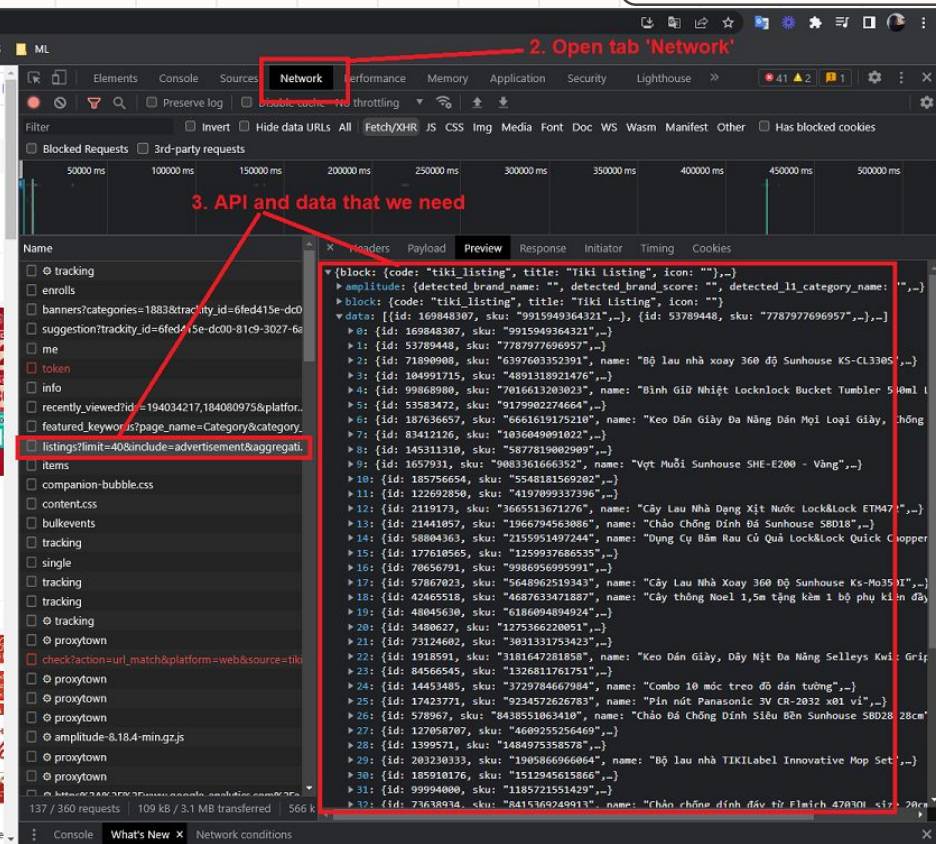 ML
2. Open tab 'Network'
Elements Console Sources Network Performance Memory Application Security Lighthouse » 41 2 1
Preserve log Disable cache No throttling
Filter Invert Hide data URLs All Fetch/XHR JS CSS Img Media Font Doc WS Wasm Manifest Other Has blocked cookies
Blocked Requests 3rd-party requests
50000 ms 100000 ms 150000 ms 200000 ms 250000 ms 300000 ms 350000 ms 400000 ms 450000 ms 500000 ms
3. API and data that we need
Name
tracking
enrolls
banners?categories=1883&trackity_id=6fed415e-dc0
suggestion?trackity_id=6fed415e-dc00-81c9-3027-6a
me
token
info
recently_viewed?ids=194034217,184080975&platfor..
featured_keywords?page_name=Category&category_
listings?limit=40&include=advertisement&aggregati.
items
companion-bubble.css
content.css
bulkevents
tracking
single
tracking
tracking
tracking
proxytown
check?action=url_match&platform=web&source=tiki
proxytown
proxytown
proxytown
amplitude-8.18.4-min.gz.js
proxytown
proxytown
137 / 360 requests 109 kB / 3.1 MB transferred 566 k
× Headers Payload Preview Response Initiator Timing Cookies
{block: {code: "tiki_listing", title: "Tiki Listing", icon: ""},…}
amplitude: {detected_brand_name: "", detected_brand_score: "", detected_l1_category_name: "",…}
block: {code: "tiki_listing", title: "Tiki Listing", icon: ""}
data: [{id: 169848307, sku: "9915949364321",…}, {id: 53789448, sku: "7787977696957",…},…]
0: {id: 169848307, sku: "9915949364321",…}
1: {id: 53789448, sku: "7787977696957",…}
2: {id: 71890908, sku: "6397603352391", name: "Bộ lau nhà xoay 360 độ Sunhouse KS-CL330S",…}
3: {id: 104991715, sku: "4891318921476",…}
4: {id: 99868980, sku: "7016613203023", name: "Bình Giữ Nhiệt Locknlock Bucket Tumbler 540ml L
5: {id: 53583472, sku: "9179902274664",…}
6: {id: 187636657, sku: "6661619175210", name: "Keo Dán Giày Đa Năng Dán Mọi Loại Giày, Chống
7: {id: 83412126, sku: "1036049091022",…}
8: {id: 145311310, sku: "5877819002909",…}
9: {id: 1657931, sku: "9083361666352", name: "Vợt Muỗi Sunhouse SHE-E200 - Vàng",…}
10: {id: 185756654, sku: "5548181569202",…}
11: {id: 122692850, sku: "4197099337396",…}
12: {id: 2119173, sku: "3665513671276", name: "Cây Lau Nhà Dạng Xịt Nước Lock&Lock ETM472",…}
13: {id: 21441057, sku: "1966794563086", name: "Chảo Chống Dính Đá Sunhouse SBD18",…}
14: {id: 58804363, sku: "2155951497244", name: "Dụng Cụ Băm Rau Củ Quả Lock&Lock Quick Chopper
15: {id: 177610565, sku: "1259937686535",…}
16: {id: 70656791, sku: "9986956995991",…}
17: {id: 57867023, sku: "5648962519343", name: "Cây Lau Nhà Xoay 360 Độ Sunhouse Ks-Mo350I",…}
18: {id: 42465518, sku: "4687633471887", name: "Cây thông Noel 1,5m tặng kèm 1 bộ phụ kiện đầy
19: {id: 48045630, sku: "6186094894924",…}
20: {id: 3480627, sku: "1275366220051",…}
21: {id: 73124602, sku: "3031331753423",…}
22: {id: 1918591, sku: "3181647281858", name: "Keo Dán Giày, Dây Nịt Đa Năng Selleys Kwik Grip
23: {id: 84566545, sku: "1326811761751",…}
24: {id: 14453485, sku: "3729784667984", name: "Combo 10 móc treo đồ dán tường",…}
25: {id: 17423771, sku: "9234572626783", name: "Pin nút Panasonic 3V CR-2032 x01 vỉ",…}
26: {id: 578967, sku: "8438551063410", name: "Chảo Đá Chống Dính Siêu Bền Sunhouse SBD28 28cm"
27: {id: 127058707, sku: "4609255256469",…}
28: {id: 1399571, sku: "1484975358578",…}
29: {id: 203230333, sku: "1905866966064", name: "Bộ lau nhà TIKILabel Innovative Mop Set",…}
30: {id: 185910176, sku: "1512945615866",…}
31: {id: 99994000, sku: "1185721551429",…}
32: {id: 73638934, sku: "8415369249913", name: "Chảo chống dính đáy từ Elmich 4703OL size 20cm
Console What's New × Network conditions